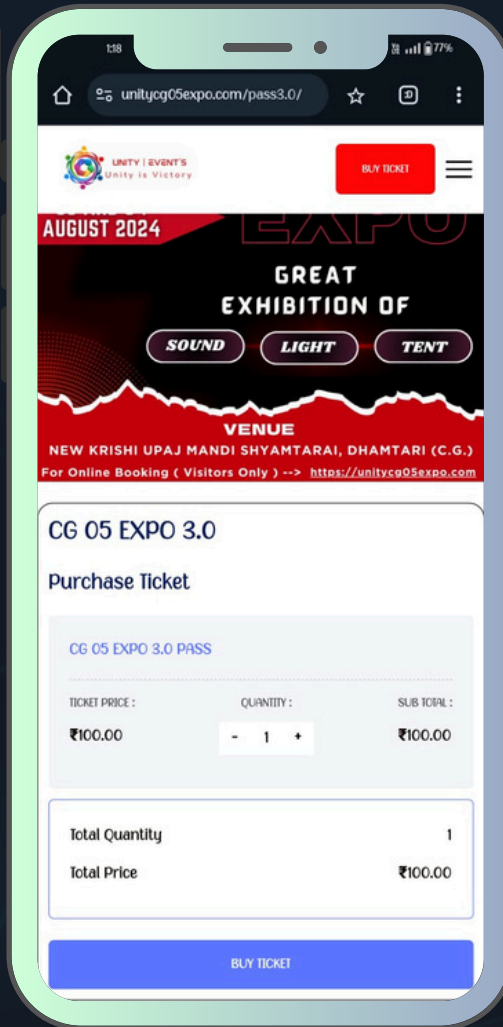 1:18
77%
unitycg05expo.com/pass3.0/
UNITY | EVENT'S
Unity is Victory
BUY TICKET
AUGUST 2024
EXPO
GREAT
EXHIBITION OF
SOUND LIGHT TENT
VENUE
NEW KRISHI UPAJ MANDI SHYAMTARAI, DHAMTARI (C.G.)
For Online Booking ( Visitors Only ) --> https://unitycg05expo.com
CG 05 EXPO 3.0
Purchase Ticket
CG 05 EXPO 3.0 PASS
TICKET PRICE : QUANTITY : SUB TOTAL :
₹100.00 - 1 + ₹100.00
Total Quantity 1
Total Price ₹100.00
BUY TICKET